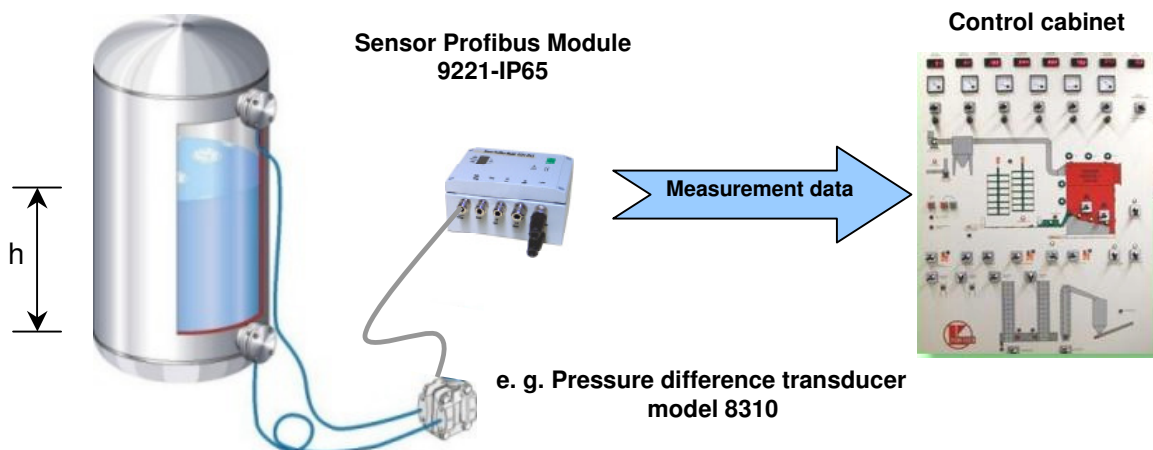 Control cabinet
Sensor Profibus Module
9221-IP65
Measurement data
h
e. g. Pressure difference transducer
model 8310